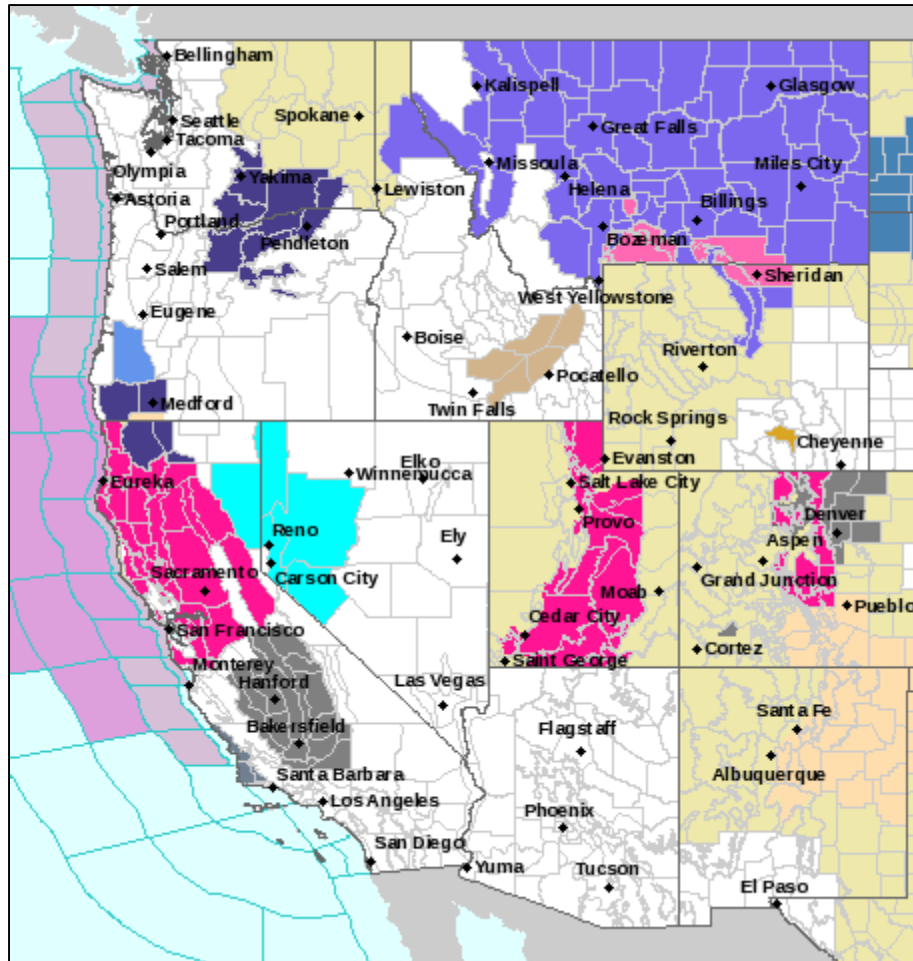 Bellingham
Kalispell
Glasgow
Spokane
Seattle
Great Falls
Tacoma
Olympia
Missoula
Miles City
Yakima
Helena
Lewiston
Astoria
Billings
Portland
Pendleton
Bozeman
Salem
Sheridan
West Yellowstone
Eugene
Boise
Riverton
Pocatello
Medford
Twin Falls
Rock Springs
Cheyenne
Evanston
Elko
Winnemucca
Eureka
Salt Lake City
Provo
Denver
Reno
Ely
Aspen
Sacramento
Carson City
Grand Junction
Moab
Pueblo
Cedar City
San Francisco
Cortez
Saint George
Monterey
Las Vegas
Hanford
Santa Fe
Bakersfield
Flagstaff
Albuquerque
Santa Barbara
Los Angeles
Phoenix
San Diego
Yuma
Tucson
El Paso